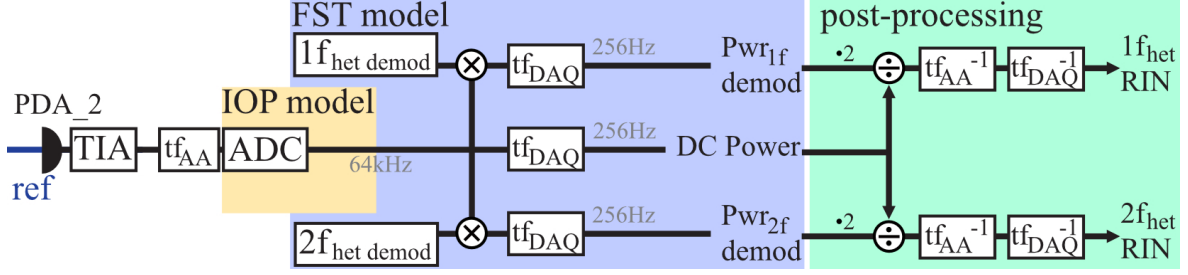 FST model
post-processing
1f het demod
tf DAQ
256Hz
Pwr 1f
demod
•2
÷
tf AA -1
tf DAQ -1
1f het
RIN
PDA_2
IOP model
ref
TIA
tf AA
ADC
64kHz
tf DAQ
256Hz
DC Power
2f het demod
tf DAQ
256Hz
Pwr 2f
demod
•2
÷
tf AA -1
tf DAQ -1
2f het
RIN